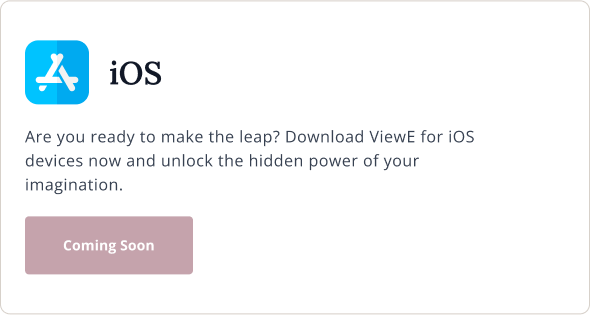 iOS
Are you ready to make the leap? Download ViewE for iOS
devices now and unlock the hidden power of your
imagination.
Coming Soon